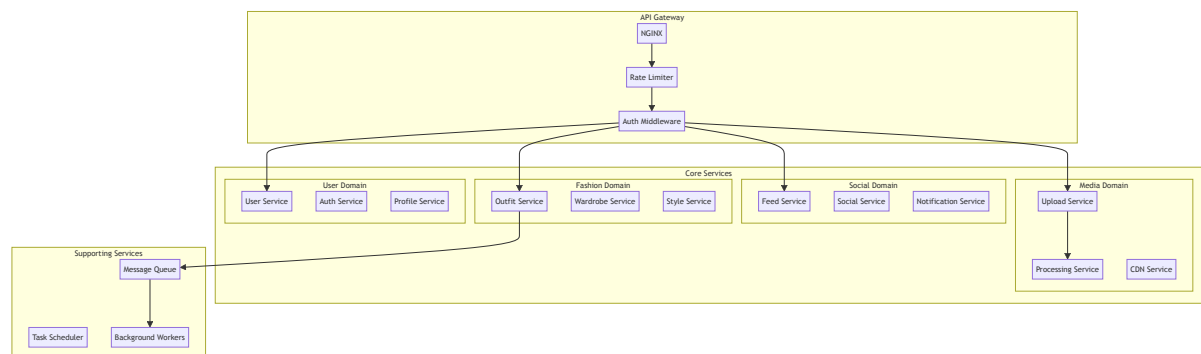 API Gateway
NGINX
Rate Limiter
Auth Middleware
Core Services
User Domain
User Service
Auth Service
Profile Service
Fashion Domain
Outfit Service
Wardrobe Service
Style Service
Social Domain
Feed Service
Social Service
Notification Service
Media Domain
Upload Service
Processing Service
CDN Service
Supporting Services
Message Queue
Task Scheduler
Background Workers